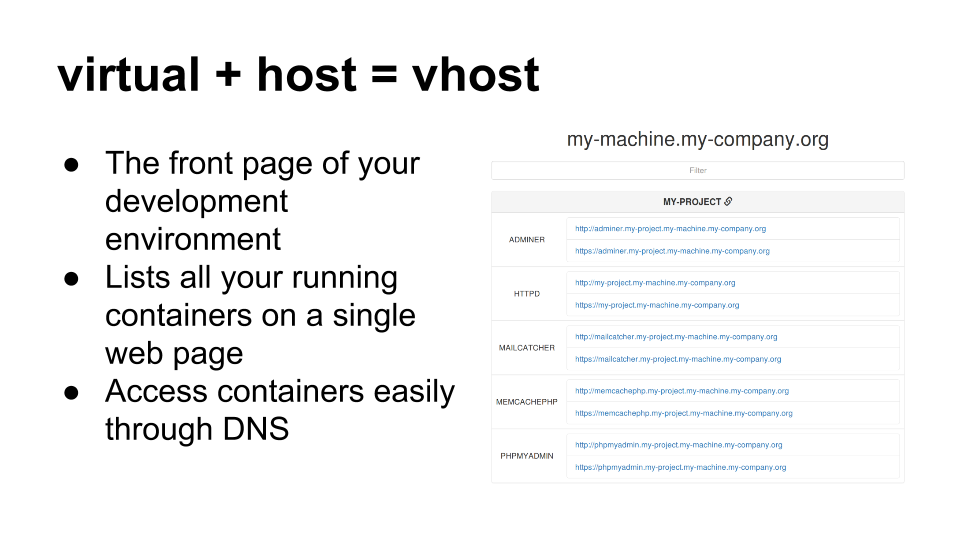 virtual + host = vhost
● The front page of your
development
environment
● Lists all your running
containers on a single
web page
● Access containers easily
through DNS
my-machine.my-company.org
Filter
MY-PROJECT
ADMINER
http://adminer.my-project.my-machine.my-company.org
https://adminer.my-project.my-machine.my-company.org
HTTPD
http://my-project.my-machine.my-company.org
https://my-project.my-machine.my-company.org
MAILCATCHER
http://mailcatcher.my-project.my-machine.my-company.org
https://mailcatcher.my-project.my-machine.my-company.org
MEMCACHEPHP
http://memcachephp.my-project.my-machine.my-company.org
https://memcachephp.my-project.my-machine.my-company.org
PHPMYADMIN
http://phpmyadmin.my-project.my-machine.my-company.org
https://phpmyadmin.my-project.my-machine.my-company.org